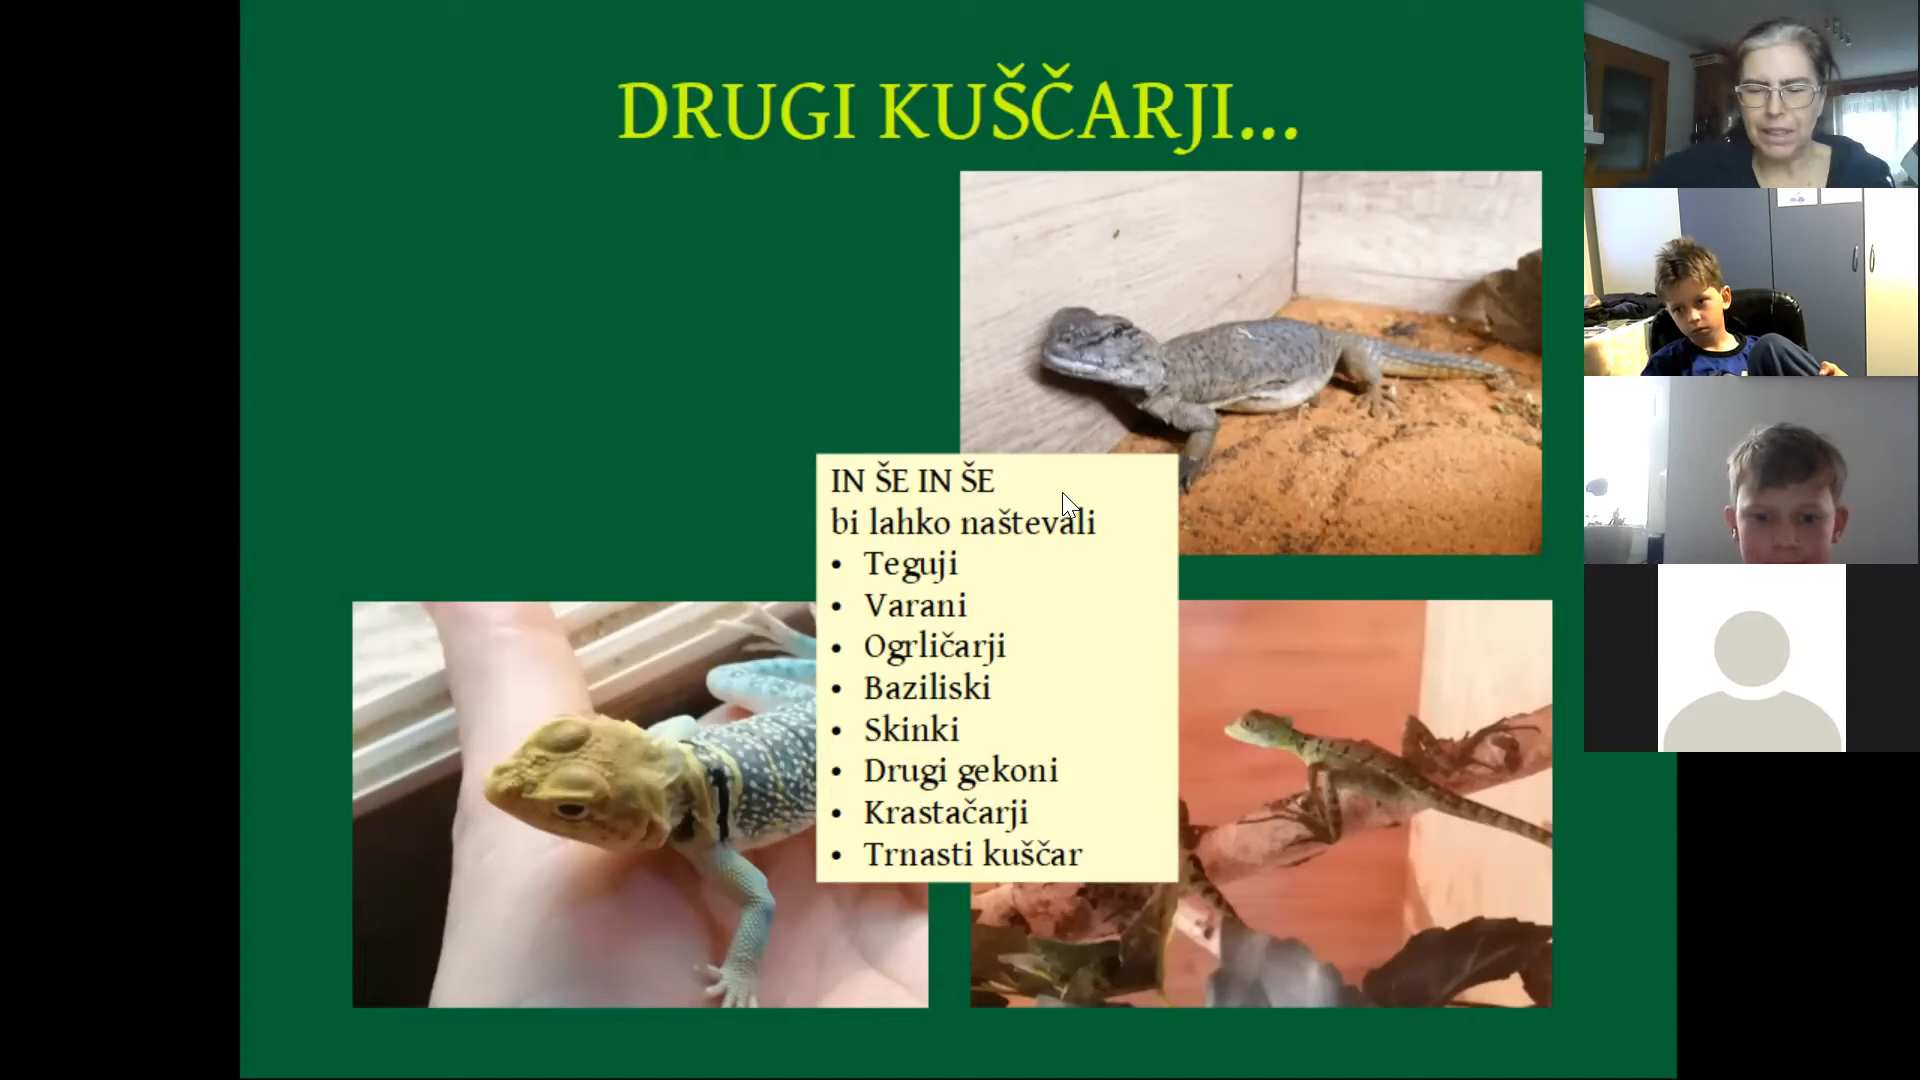 DRUGI KUŠČARJI...
IN ŠE IN ŠE
bi lahko naštevali
• Teguji
• Varani
• Ogrličarji
• Baziliski
• Skinki
• Drugi gekoni
• Krastačarji
• Trnasti kuščar